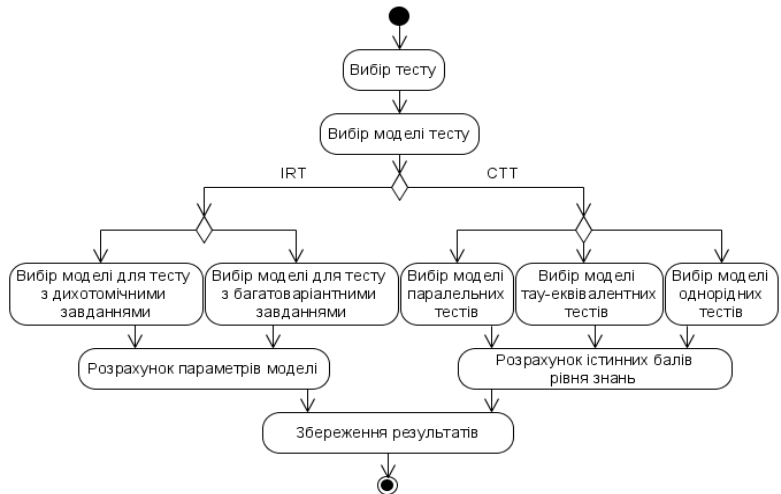 Вибір тесту
Вибір моделі тесту
IRT
CTT
Вибір моделі для тесту
з дихотомічними
завданнями
Вибір моделі для тесту
з багатоваріантними
завданнями
Вибір моделі
паралельних
тестів
Вибір моделі
тау-еквівалентних
тестів
Вибір моделі
однорідних
тестів
Розрахунок параметрів моделі
Розрахунок істинних балів
рівня знань
Збереження результатів